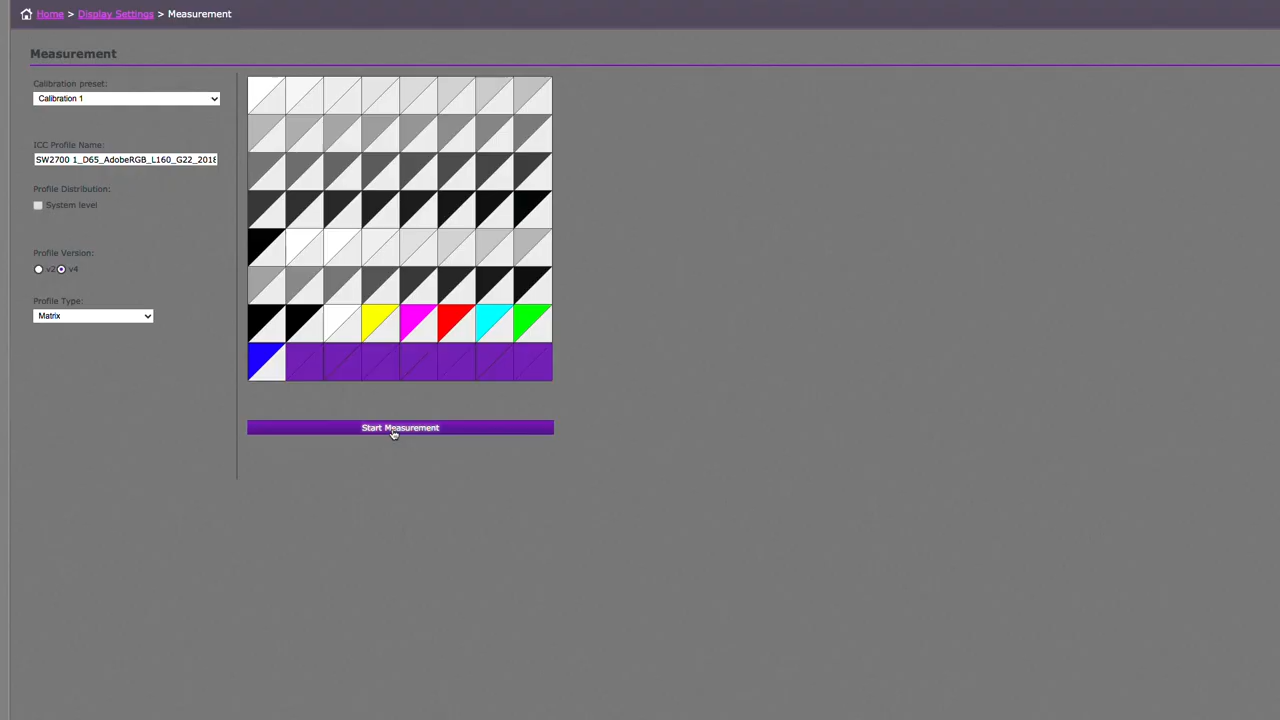 Home > Display Settings > Measurement
Measurement
Calibration preset:
Calibration 1
ICC Profile Name:
SW2700 1_D65_AdobeRGB_L160_G22_2018
Profile Distribution:
System level
Profile Version:
v2 v4
Profile Type:
Matrix
Start Measurement